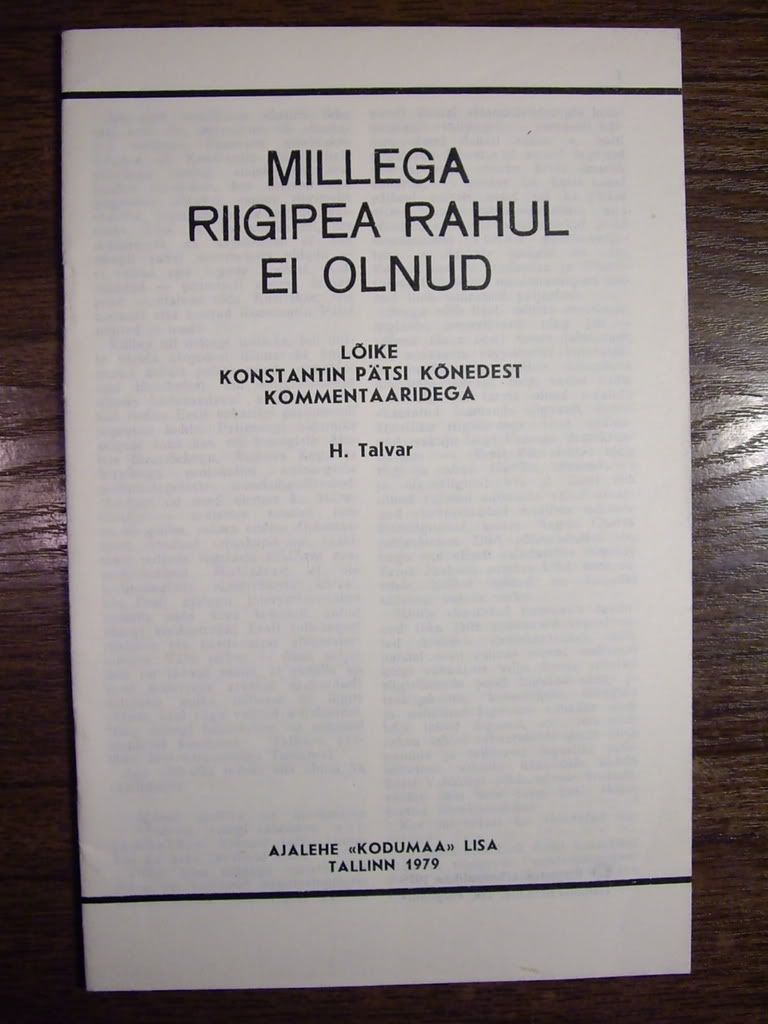 MILLEGA
RIIGIPEA RAHUL
EI OLNUD
LÕIKE
KONSTANTIN PÄTSI KÕNEDEST
KOMMENTAARIDEGA
H. Talvar
AJALEHE «KODUMAA» LISA
TALLINN 1979